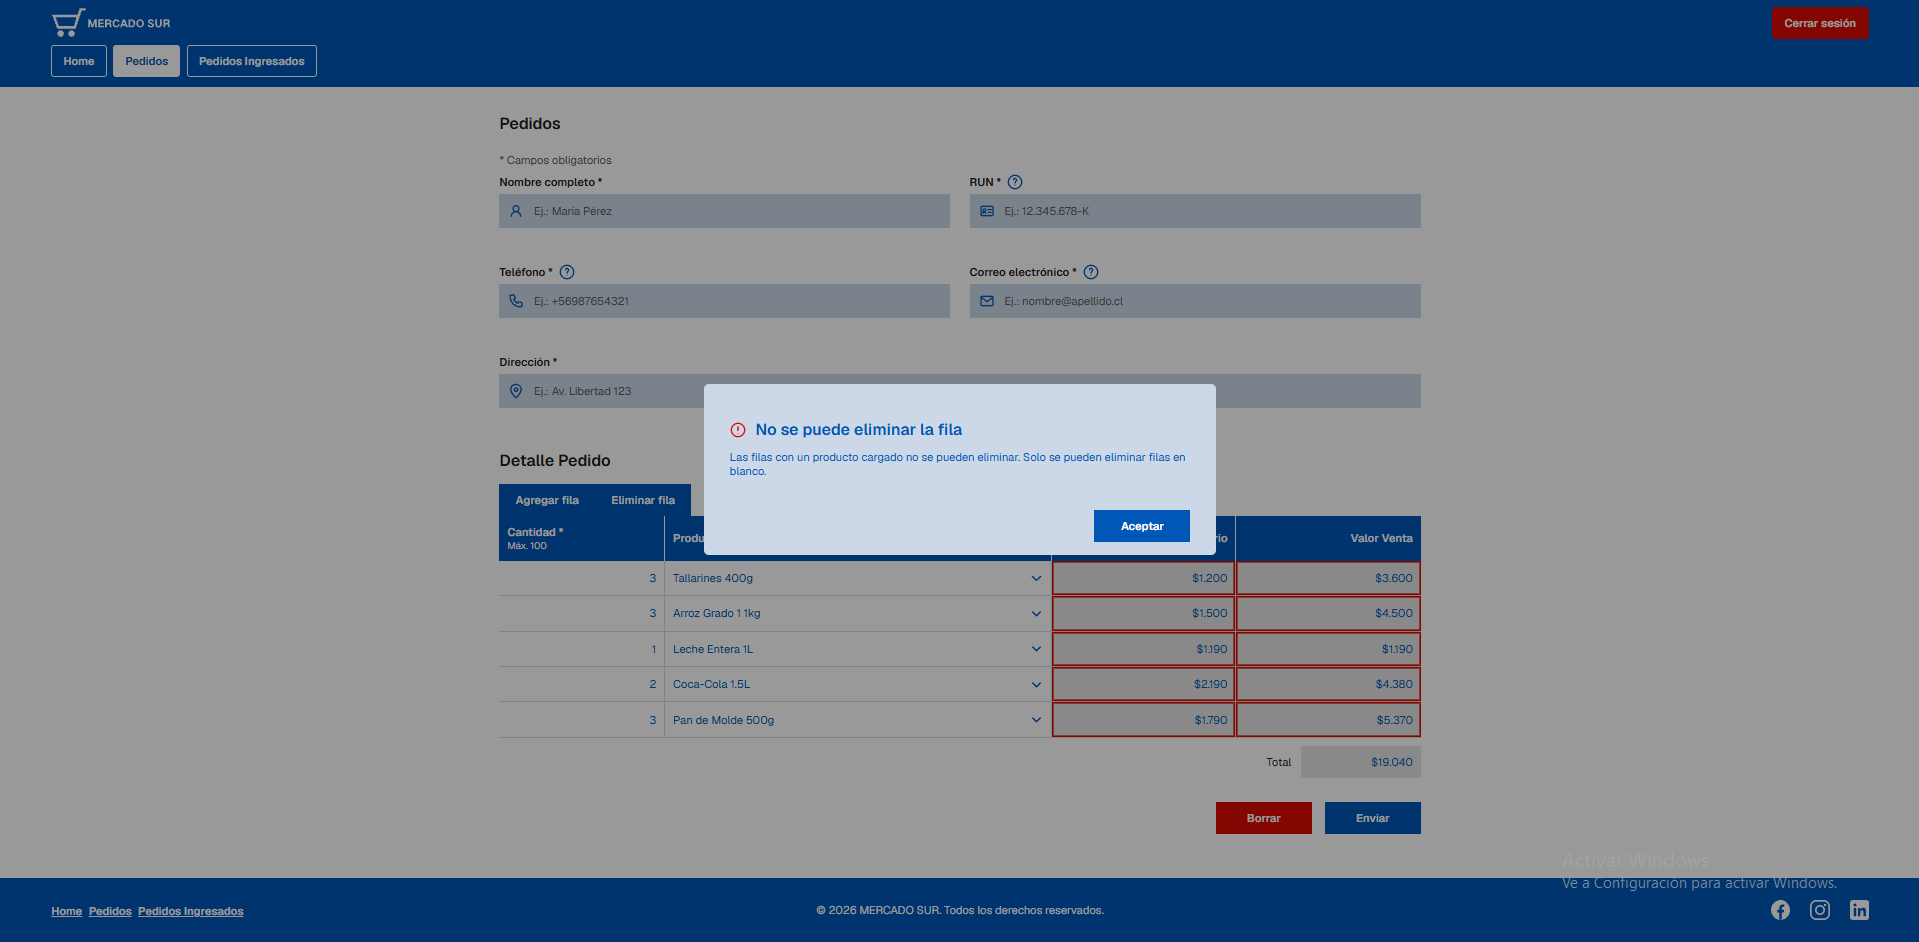 MERCADO SUR
Cerrar sesión
Home
Pedidos
Pedidos Ingresados
Pedidos
* Campos obligatorios
Nombre completo *
RUN * ?
Ej.: María Pérez
Ej.: 12.345.678-K
Teléfono * ?
Correo electrónico * ?
Ej.: +56987654321
Ej.: nombre@apellido.cl
Dirección *
Ej.: Av. Libertad 123
No se puede eliminar la fila
Las filas con un producto cargado no se pueden eliminar. Solo se pueden eliminar filas en
blanco.
Aceptar
Detalle Pedido
Agregar fila
Eliminar fila
Cantidad *
Máx. 100
Produ
rio
Valor Venta
3 Tallarines 400g $1.200 $3.600
3 Arroz Grado 1 1kg $1.500 $4.500
1 Leche Entera 1L $1.190 $1.190
2 Coca-Cola 1.5L $2.190 $4.380
3 Pan de Molde 500g $1.790 $5.370
Total $19.040
Borrar
Enviar
Activar Windows
Ve a Configuración para activar Windows.
Home Pedidos Pedidos Ingresados
© 2026 MERCADO SUR. Todos los derechos reservados.